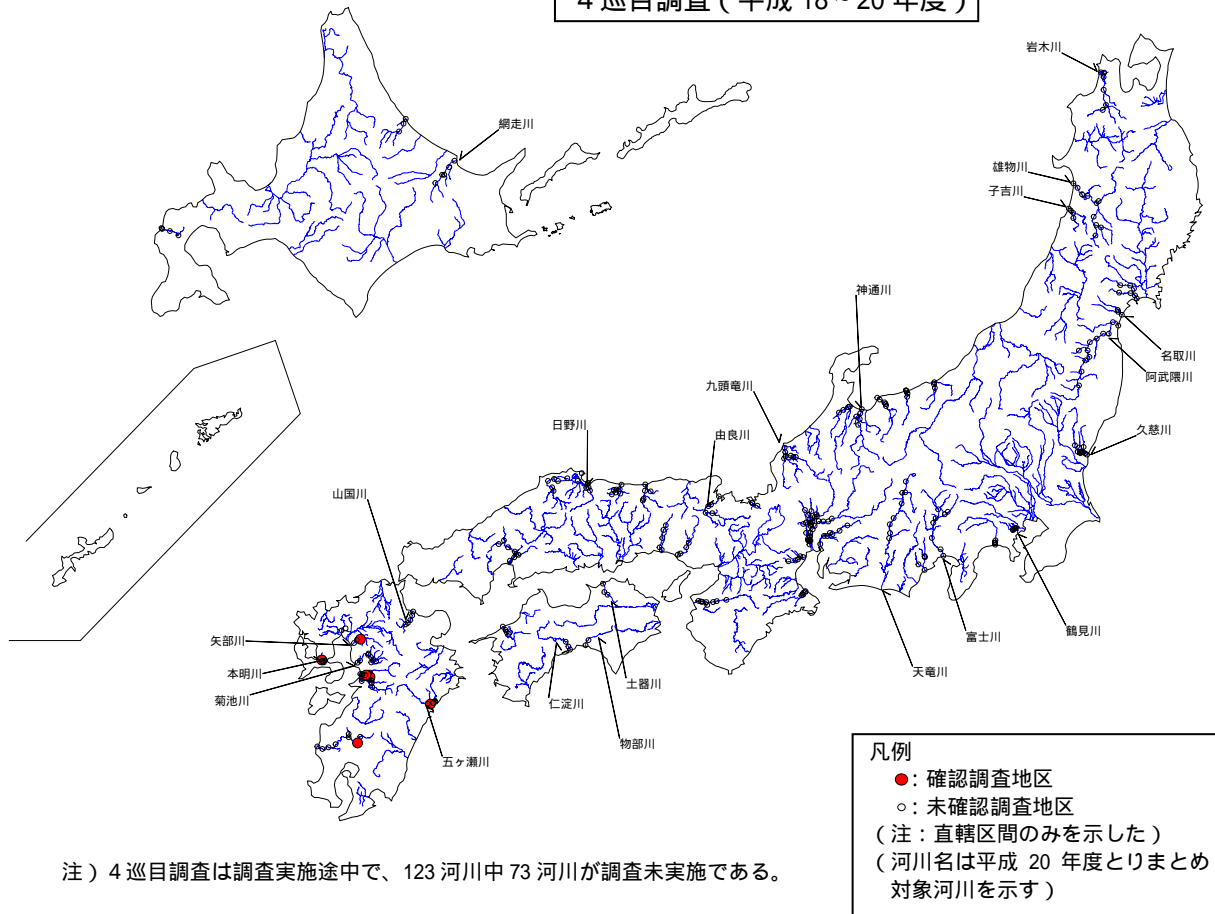 4巡目調査（平成 18～20 年度）
岩木川
網走川
雄物川
子吉川
神通川
名取川
阿武隈川
九頭竜川
久慈川
日野川
由良川
山国川
矢部川
本明川
菊池川
土器川
仁淀川
物部川
五ヶ瀬川
鶴見川
富士川
天竜川
凡例
●: 確認調査地区
○: 未確認調査地区
（注：直轄区間のみを示した）
（河川名は平成 20 年度とりまとめ
対象河川を示す）
注）4巡目調査は調査実施途中で、123 河川中 73 河川が調査未実施である。